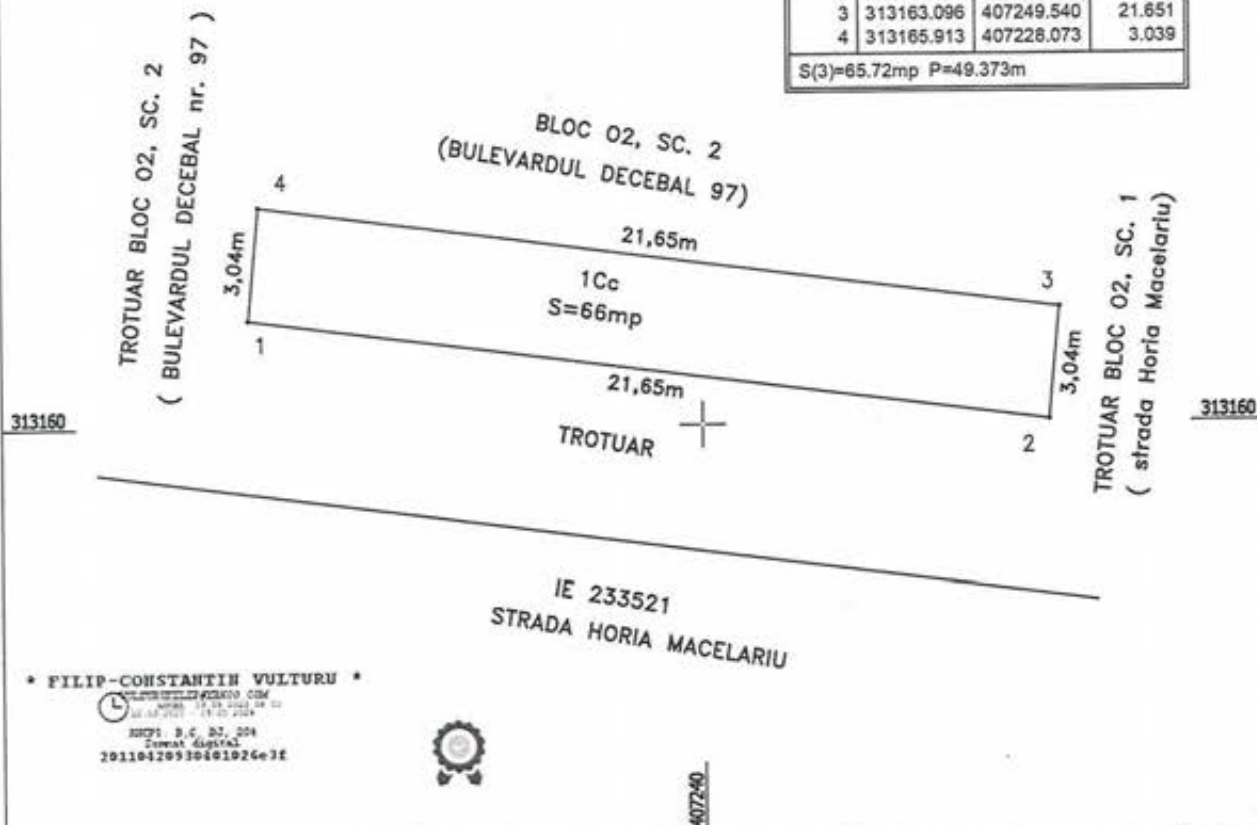 3 313163.096 407249.540 21.651
4 313165.913 407228.073 3.039
S(3)=65.72mp P=49.373m
TROTUAR BLOC O2, SC. 2
( BULEVARDUL DECEBAL nr. 97 )
BLOC O2, SC. 2
(BULEVARDUL DECEBAL 97)
4
21,65m
3
3,04m
1Cc
S=66mp
1
21,65m
3,04m
2
TROTUAR BLOC O2, SC. 1
( strada Horia Macelariu)
313160
313160
TROTUAR
IE 233521
STRADA HORIA MACELARIU
* FILIP-CONSTANTIN VULTURU *
Semnat digital
407240